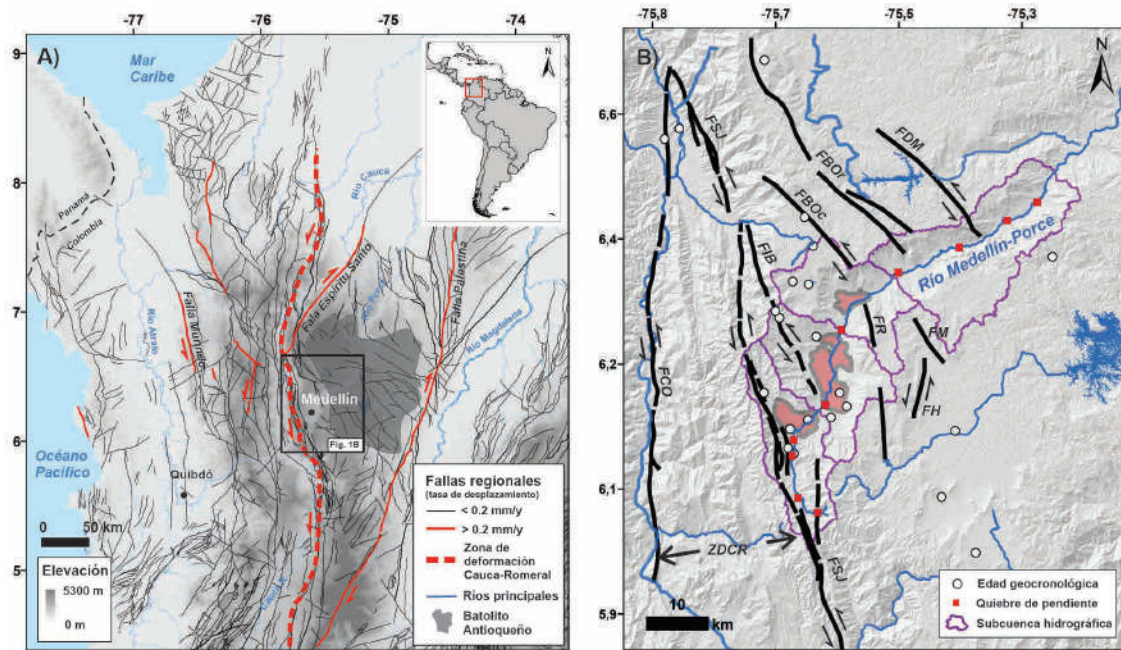 -77
-76
-75
-74
9
8
7
6
5
A)
Mar
Caribe
N
Panamá
Colombia
Río Cauca
Falla Espíritu Santo
Falla Palestina
Río Magdalena
Falla Murindó
Río Atrato
Medellín
Fig. 1B
Océano
Pacífico
Quibdó
0
50 km
Elevación
5300 m
0 m
Fallas regionales
(tasa de desplazamiento)
< 0.2 mm/y
> 0.2 mm/y
Zona de
deformación
Cauca-Romeral
Ríos principales
Batolito
Antioqueño
-75,8
-75,7
-75,5
-75,3
6,6
6,4
6,2
6,1
5,9
B)
N
FSJ
FBOr
FDM
FBOc
FIB
Río Medellín-Porce
FR
FM
FCO
FH
ZDCR
FSJ
10
km
Edad geocronológica
Quiebre de pendiente
Subcuenca hidrográfica